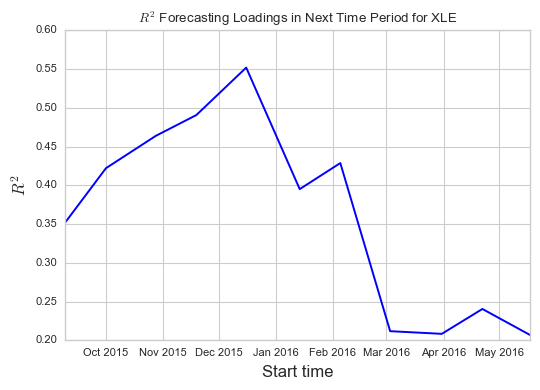 R² Forecasting Loadings in Next Time Period for XLE
0.60
0.55
0.50
0.45
0.40
0.35
0.30
0.25
0.20
R²
Oct 2015 Nov 2015 Dec 2015 Jan 2016 Feb 2016 Mar 2016 Apr 2016 May 2016
Start time